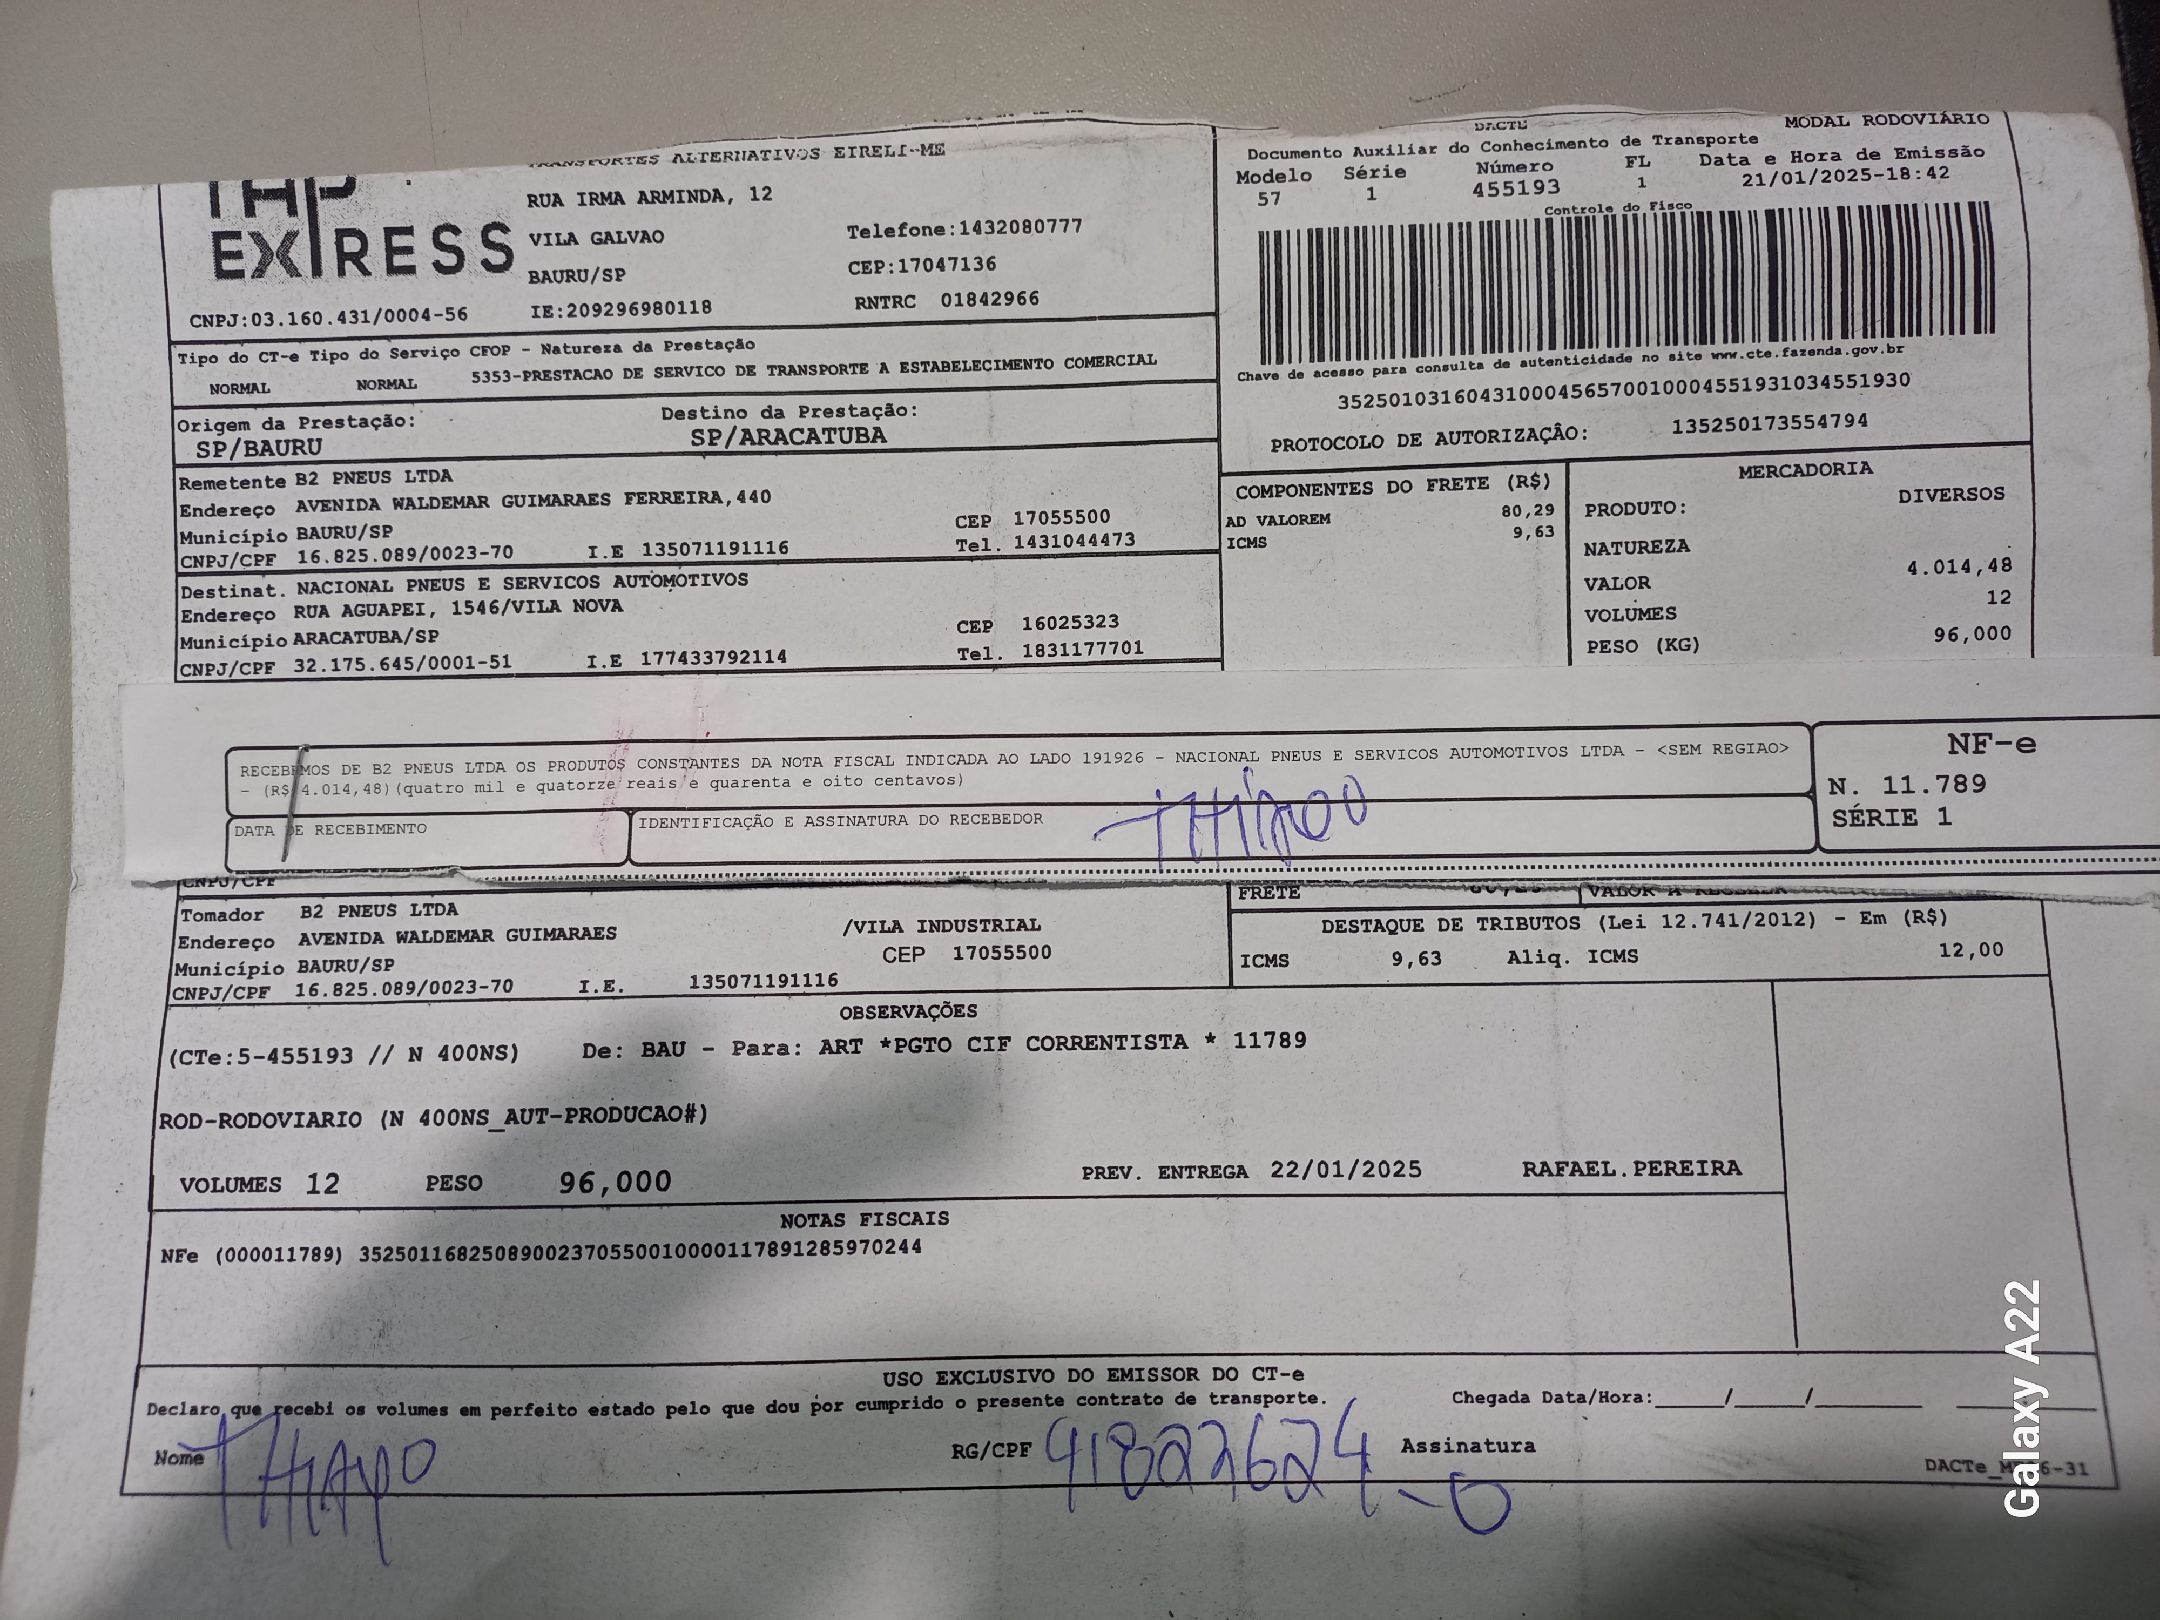 TRANSPORTES ALTERNATIVOS EIRELI-ME
TAP
EXPRESS
RUA IRMA ARMINDA, 12
VILA GALVAO
Telefone:1432080777
BAURU/SP
CEP:17047136
CNPJ:03.160.431/0004-56
IE:209296980118
RNTRC 01842966
DACTE
MODAL RODOVIÁRIO
Documento Auxiliar do Conhecimento de Transporte
Modelo Série Número FL Data e Hora de Emissão
57 1 455193 1 21/01/2025-18:42
Controle do Fisco
Chave de acesso para consulta de autenticidade no site www.cte.fazenda.gov.br
35250103160431000456570010004551931034551930
PROTOCOLO DE AUTORIZAÇÃO: 135250173554794
Tipo do CT-e Tipo do Serviço CFOP - Natureza da Prestação
NORMAL NORMAL 5353-PRESTACAO DE SERVICO DE TRANSPORTE A ESTABELECIMENTO COMERCIAL
Origem da Prestação: Destino da Prestação:
SP/BAURU SP/ARACATUBA
Remetente B2 PNEUS LTDA
Endereço AVENIDA WALDEMAR GUIMARAES FERREIRA,440
Município BAURU/SP CEP 17055500
CNPJ/CPF 16.825.089/0023-70 I.E 135071191116 Tel. 1431044473
Destinat. NACIONAL PNEUS E SERVICOS AUTOMOTIVOS
Endereço RUA AGUAPEI, 1546/VILA NOVA
Município ARACATUBA/SP CEP 16025323
CNPJ/CPF 32.175.645/0001-51 I.E 177433792114 Tel. 1831177701
COMPONENTES DO FRETE (R$)
AD VALOREM 80,29
ICMS 9,63
MERCADORIA
PRODUTO: DIVERSOS
NATUREZA
VALOR 4.014,48
VOLUMES 12
PESO (KG) 96,000
RECEBEMOS DE B2 PNEUS LTDA OS PRODUTOS CONSTANTES DA NOTA FISCAL INDICADA AO LADO 191926 - NACIONAL PNEUS E SERVICOS AUTOMOTIVOS LTDA - <SEM REGIAO>
- (R$ 4.014,48)(quatro mil e quatorze reais e quarenta e oito centavos)
DATA DE RECEBIMENTO
IDENTIFICAÇÃO E ASSINATURA DO RECEBEDOR
THIAGO
NF-e
N. 11.789
SÉRIE 1
CNPJ/CPF
Tomador B2 PNEUS LTDA
Endereço AVENIDA WALDEMAR GUIMARAES /VILA INDUSTRIAL
Município BAURU/SP CEP 17055500
CNPJ/CPF 16.825.089/0023-70 I.E. 135071191116
FRETE VALOR A RECEBER
DESTAQUE DE TRIBUTOS (Lei 12.741/2012) - Em (R$)
ICMS 9,63 Aliq. ICMS 12,00
OBSERVAÇÕES
(CTe:5-455193 // N 400NS) De: BAU - Para: ART *PGTO CIF CORRENTISTA * 11789
ROD-RODOVIARIO (N 400NS_AUT-PRODUCAO#)
VOLUMES 12 PESO 96,000 PREV. ENTREGA 22/01/2025 RAFAEL.PEREIRA
NOTAS FISCAIS
NFe (000011789) 35250116825089002370550010000117891285970244
USO EXCLUSIVO DO EMISSOR DO CT-e
Declaro que recebi os volumes em perfeito estado pelo que dou por cumprido o presente contrato de transporte. Chegada Data/Hora:____/____/______
Nome THIAGO RG/CPF 41822624-0 Assinatura
Galaxy A22